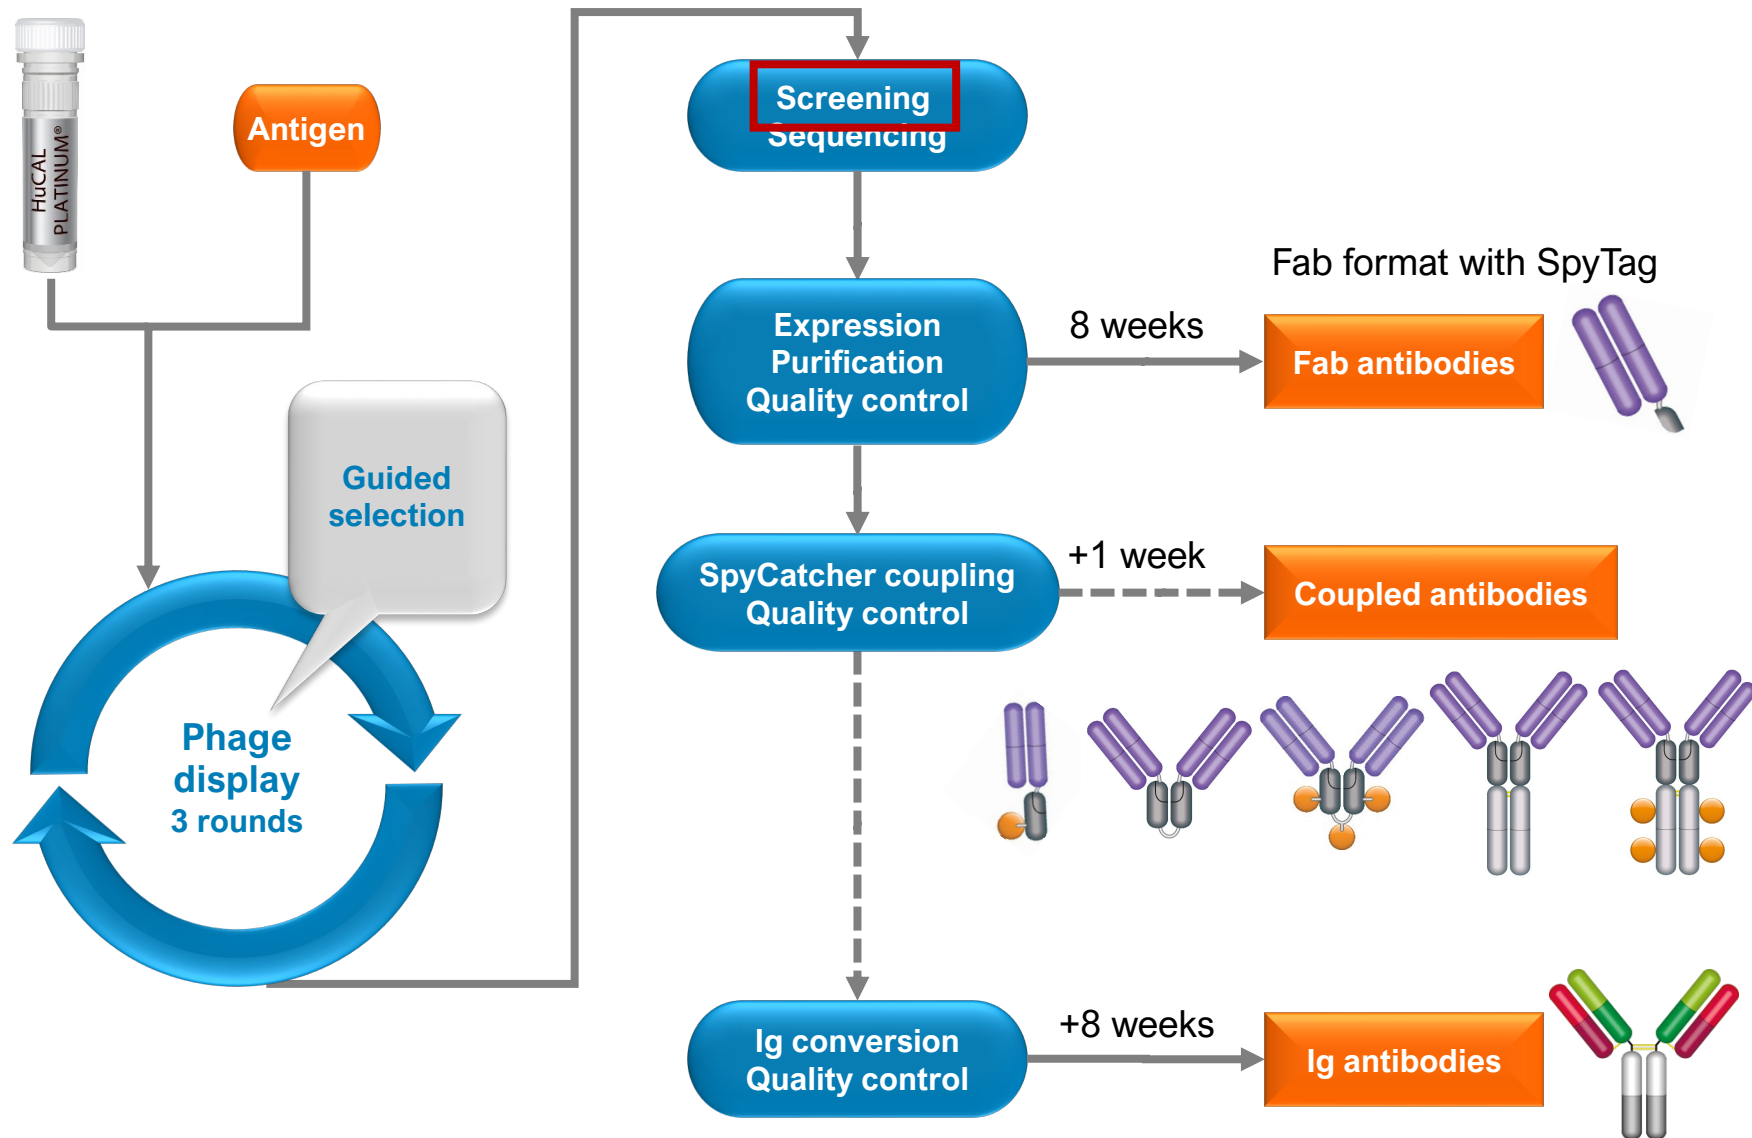 HuCAL
PLATINUM®
Antigen
Guided
selection
Phage
display
3 rounds
Screening
Sequencing
Expression
Purification
Quality control
8 weeks
Fab format with SpyTag
Fab antibodies
SpyCatcher coupling
Quality control
+1 week
Coupled antibodies
Ig conversion
Quality control
+8 weeks
Ig antibodies